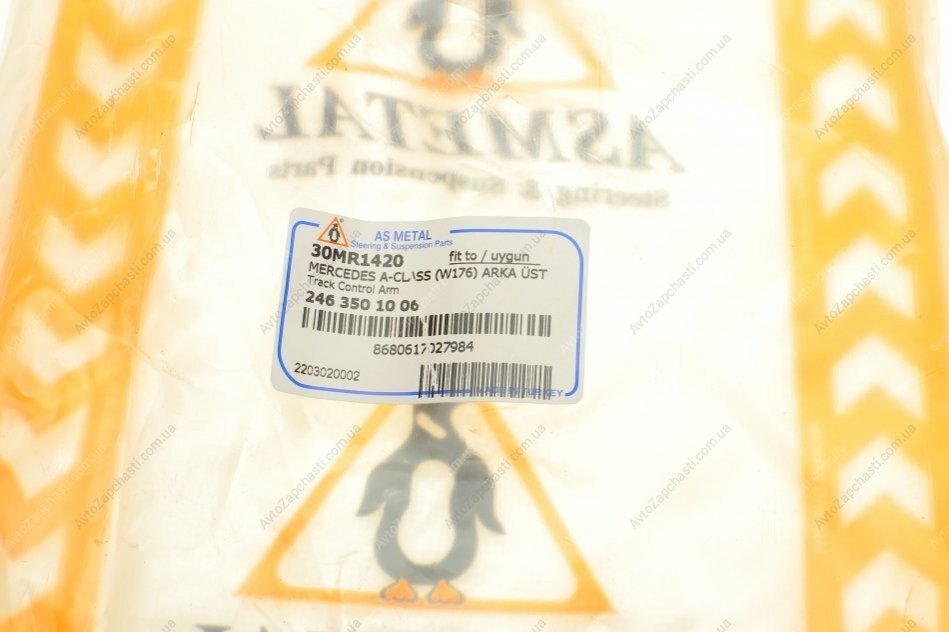 ASMETAL
Steering & Suspension Parts
AS METAL
Steering & Suspension Parts
30MR1420 fit to / uygun
MERCEDES A-CLASS (W176) ARKA ÜST
Track Control Arm
246 350 10 06
8680617027984
2203020002
AvtoZapchasti.com.ua